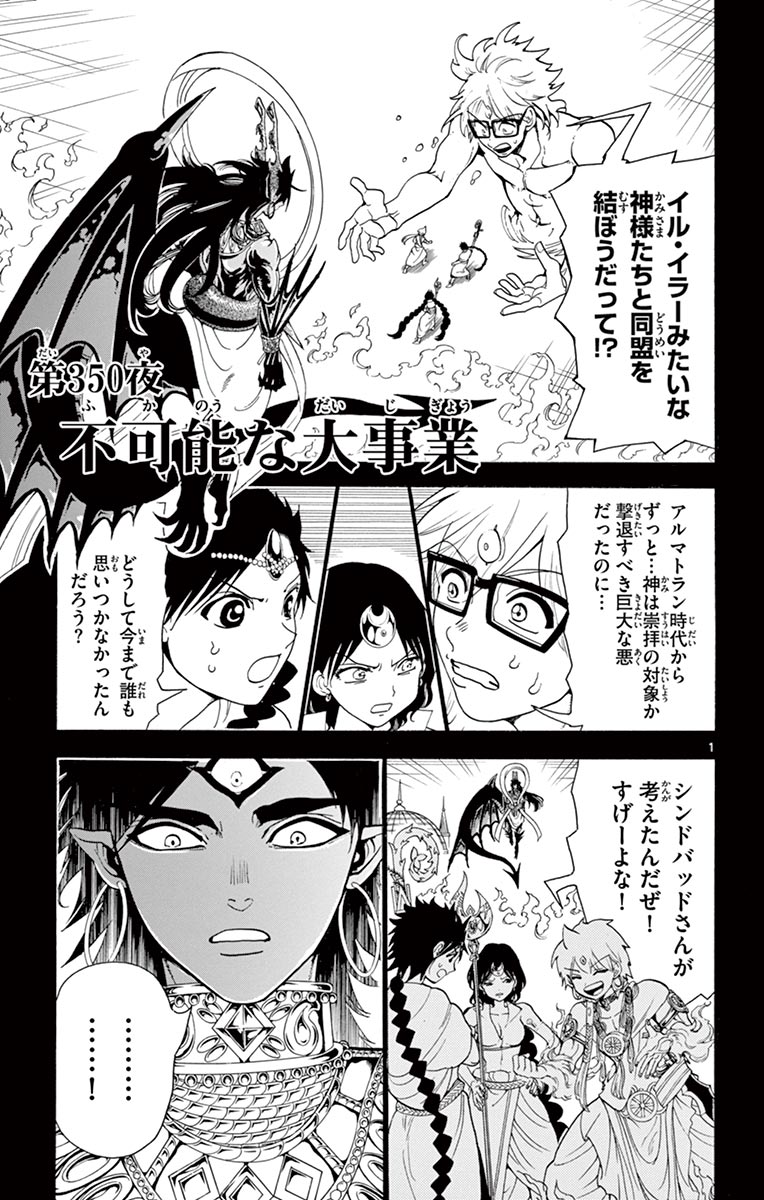 イル・イラーみたいな
神様たちと同盟を
結ぼうだって!?
第350夜
不可能な大事業
アルマトラン時代から
ずっと…神は崇拝の対象か
撃退すべき巨大な悪
だったのに…
どうして今まで誰も
思いつかなかったん
だろう？
1
シンドバッドさんが
考えたんだぜ！
すげーよな！
………
………！